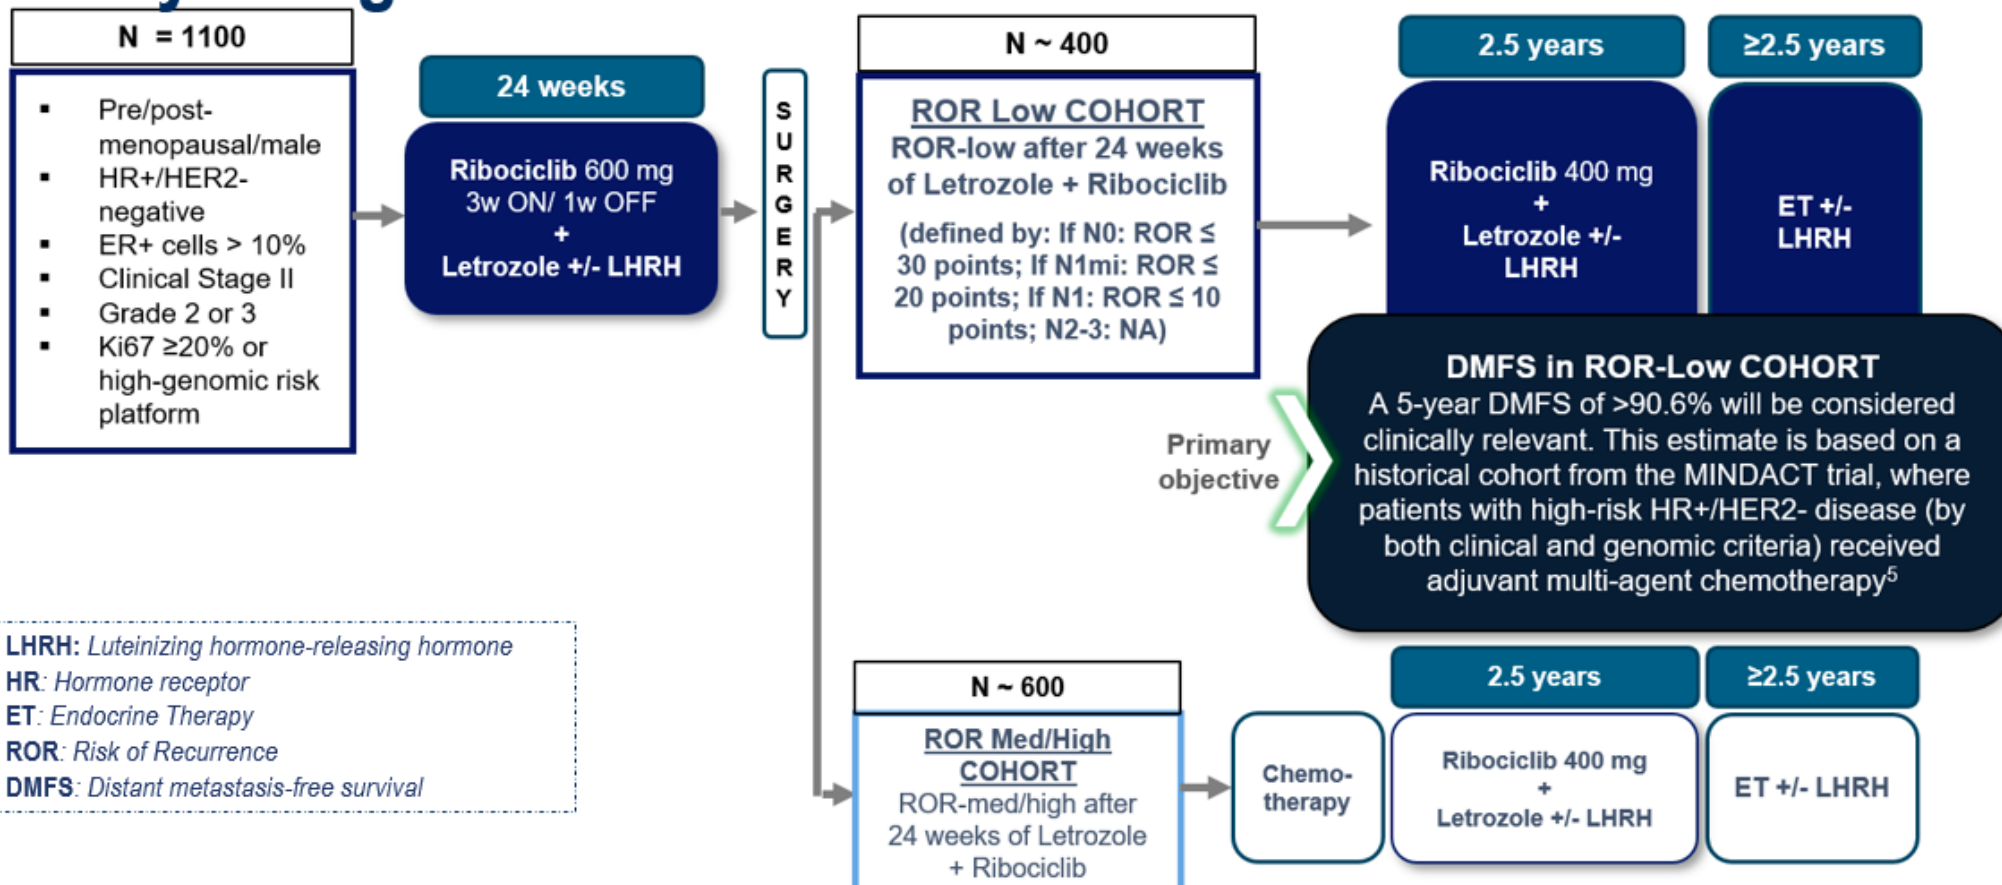 N = 1100
▪ Pre/post-
menopausal/male
▪ HR+/HER2-
negative
▪ ER+ cells > 10%
▪ Clinical Stage II
▪ Grade 2 or 3
▪ Ki67 ≥20% or
high-genomic risk
platform
24 weeks
Ribociclib 600 mg
3w ON/ 1w OFF
+
Letrozole +/- LHRH
SURGERY
N ~ 400
ROR Low COHORT
ROR-low after 24 weeks
of Letrozole + Ribociclib
(defined by: If N0: ROR ≤
30 points; If N1mi: ROR ≤
20 points; If N1: ROR ≤ 10
points; N2-3: NA)
2.5 years
Ribociclib 400 mg
+
Letrozole +/-
LHRH
≥2.5 years
ET +/-
LHRH
Primary
objective
DMFS in ROR-Low COHORT
A 5-year DMFS of >90.6% will be considered
clinically relevant. This estimate is based on a
historical cohort from the MINDACT trial, where
patients with high-risk HR+/HER2- disease (by
both clinical and genomic criteria) received
adjuvant multi-agent chemotherapy⁵
LHRH: Luteinizing hormone-releasing hormone
HR: Hormone receptor
ET: Endocrine Therapy
ROR: Risk of Recurrence
DMFS: Distant metastasis-free survival
N ~ 600
ROR Med/High
COHORT
ROR-med/high after
24 weeks of Letrozole
+ Ribociclib
Chemo-
therapy
2.5 years
Ribociclib 400 mg
+
Letrozole +/- LHRH
≥2.5 years
ET +/- LHRH